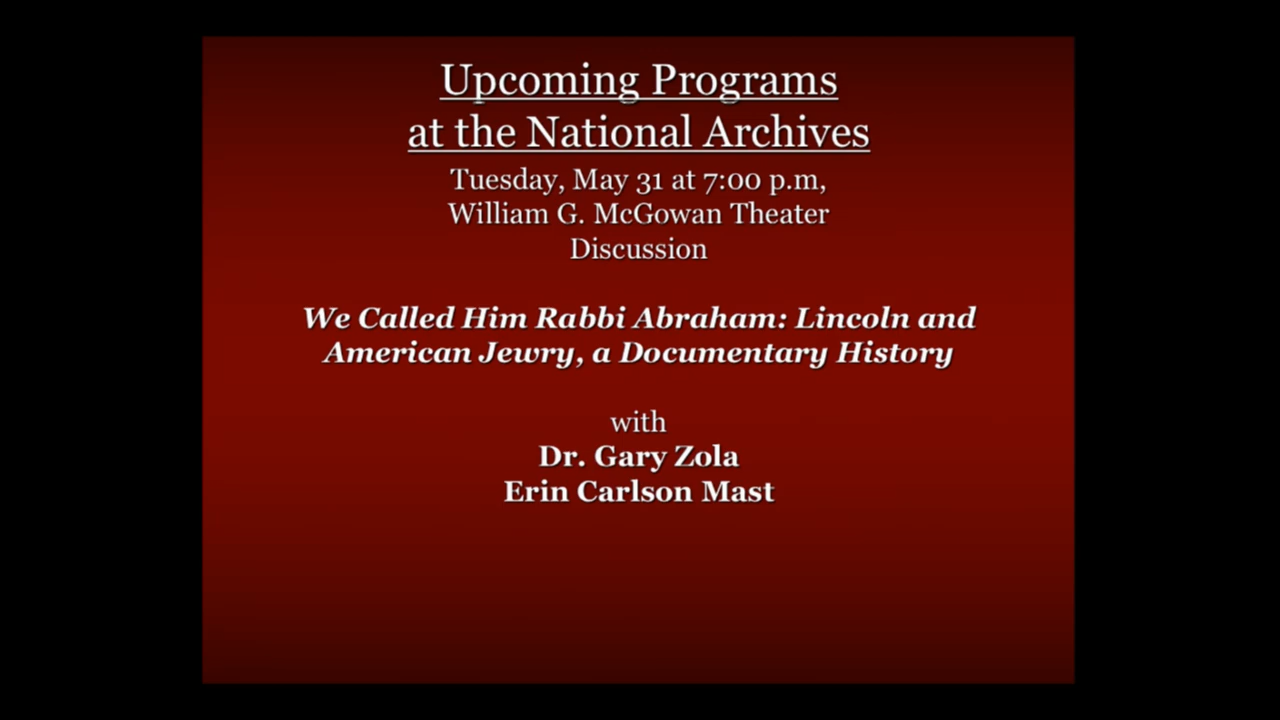 Upcoming Programs
at the National Archives
Tuesday, May 31 at 7:00 p.m,
William G. McGowan Theater
Discussion
We Called Him Rabbi Abraham: Lincoln and
American Jewry, a Documentary History
with
Dr. Gary Zola
Erin Carlson Mast